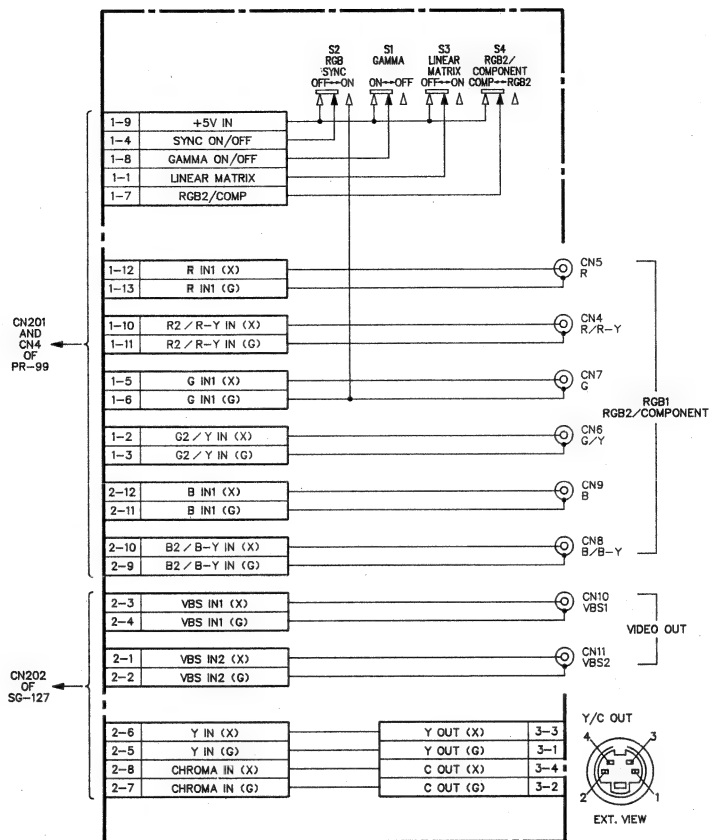 S2
RGB
SYNC
OFF↔ON
S1
GAMMA
ON↔OFF
S3
LINEAR
MATRIX
OFF↔ON
S4
RGB2/
COMPONENT
COMP↔RGB2
1-9 +5V IN
1-4 SYNC ON/OFF
1-8 GAMMA ON/OFF
1-1 LINEAR MATRIX
1-7 RGB2/COMP
CN201
AND
CN4
OF
PR-99
1-12 R IN1 (X)
1-13 R IN1 (G)
CN5
R
1-10 R2/R-Y IN (X)
1-11 R2/R-Y IN (G)
CN4
R/R-Y
1-5 G IN1 (X)
1-6 G IN1 (G)
CN7
G
1-2 G2/Y IN (X)
1-3 G2/Y IN (G)
CN6
G/Y
2-12 B IN1 (X)
2-11 B IN1 (G)
CN9
B
2-10 B2/B-Y IN (X)
2-9 B2/B-Y IN (G)
CN8
B/B-Y
RGB1
RGB2/COMPONENT
CN202
OF
SG-127
2-3 VBS IN1 (X)
2-4 VBS IN1 (G)
CN10
VBS1
2-1 VBS IN2 (X)
2-2 VBS IN2 (G)
CN11
VBS2
VIDEO OUT
2-6 Y IN (X) Y OUT (X) 3-3
2-5 Y IN (G) Y OUT (G) 3-1
2-8 CHROMA IN (X) C OUT (X) 3-4
2-7 CHROMA IN (G) C OUT (G) 3-2
Y/C OUT
4 3
2 1
EXT. VIEW